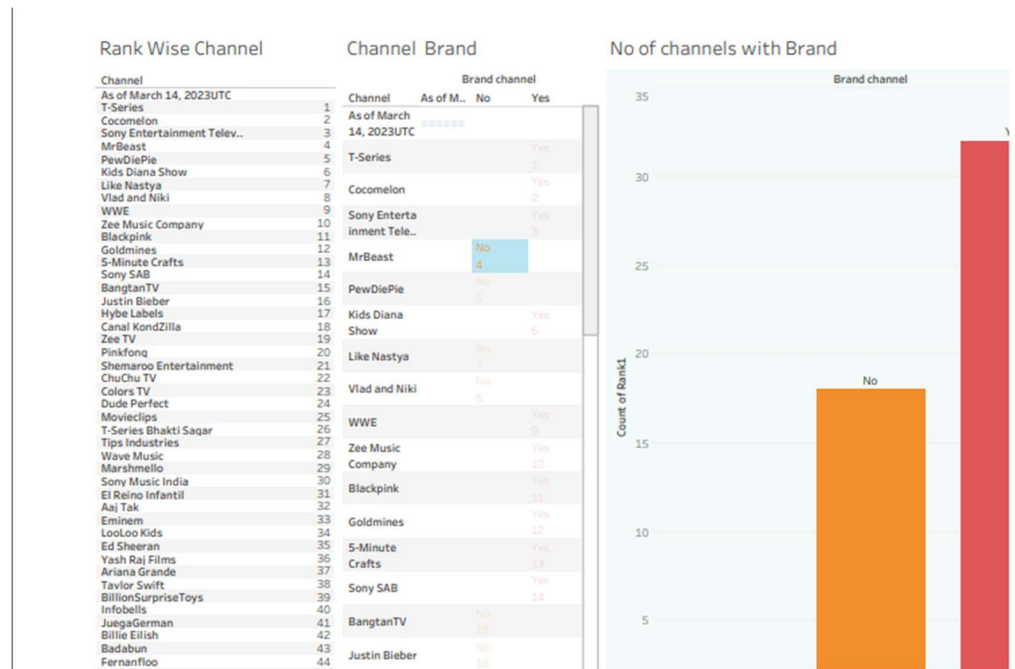 Rank Wise Channel
Channel
As of March 14, 2023UTC
T-Series 1
Cocomelon 2
Sony Entertainment Telev.. 3
MrBeast 4
PewDiePie 5
Kids Diana Show 6
Like Nastya 7
Vlad and Niki 8
WWE 9
Zee Music Company 10
Blackpink 11
Goldmines 12
5-Minute Crafts 13
Sony SAB 14
BangtanTV 15
Justin Bieber 16
Hybe Labels 17
Canal KondZilla 18
Zee TV 19
Pinkfong 20
Shemaroo Entertainment 21
ChuChu TV 22
Colors TV 23
Dude Perfect 24
Movieclips 25
T-Series Bhakti Sagar 26
Tips Industries 27
Wave Music 28
Marshmello 29
Sony Music India 30
El Reino Infantil 31
Aaj Tak 32
Eminem 33
LooLoo Kids 34
Ed Sheeran 35
Yash Raj Films 36
Ariana Grande 37
Taylor Swift 38
BillionSurpriseToys 39
Infobells 40
JuegaGerman 41
Billie Eilish 42
Badabun 43
Fernanfloo 44
Channel Brand
Brand channel
Channel As of M.. No Yes
As of March
14, 2023UTC ######
T-Series Yes
1
Cocomelon Yes
2
Sony Enterta Yes
inment Tele.. 3
MrBeast No
4
PewDiePie No
5
Kids Diana Yes
Show 6
Like Nastya No
7
Vlad and Niki No
8
WWE Yes
9
Zee Music Yes
Company 10
Blackpink Yes
11
Goldmines Yes
12
5-Minute Yes
Crafts 13
Sony SAB Yes
14
BangtanTV No
15
Justin Bieber No
16
No of channels with Brand
Brand channel
35
30
25
20
15
10
5
Count of Rank1
No
Y